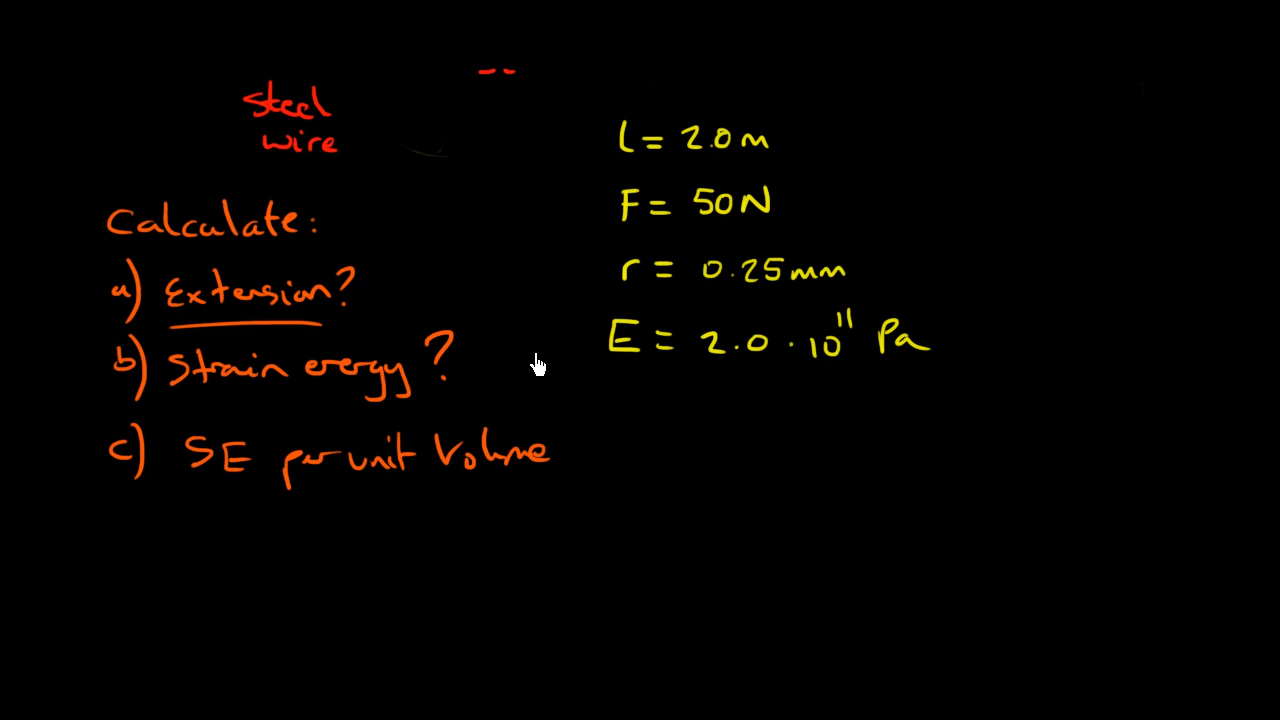 Steel
wire
Calculate:
a) Extension?
b) Strain energy?
c) SE per unit Volume
l = 2.0 m
F = 50 N
r = 0.25 mm
E = 2.0 · 10¹¹ Pa